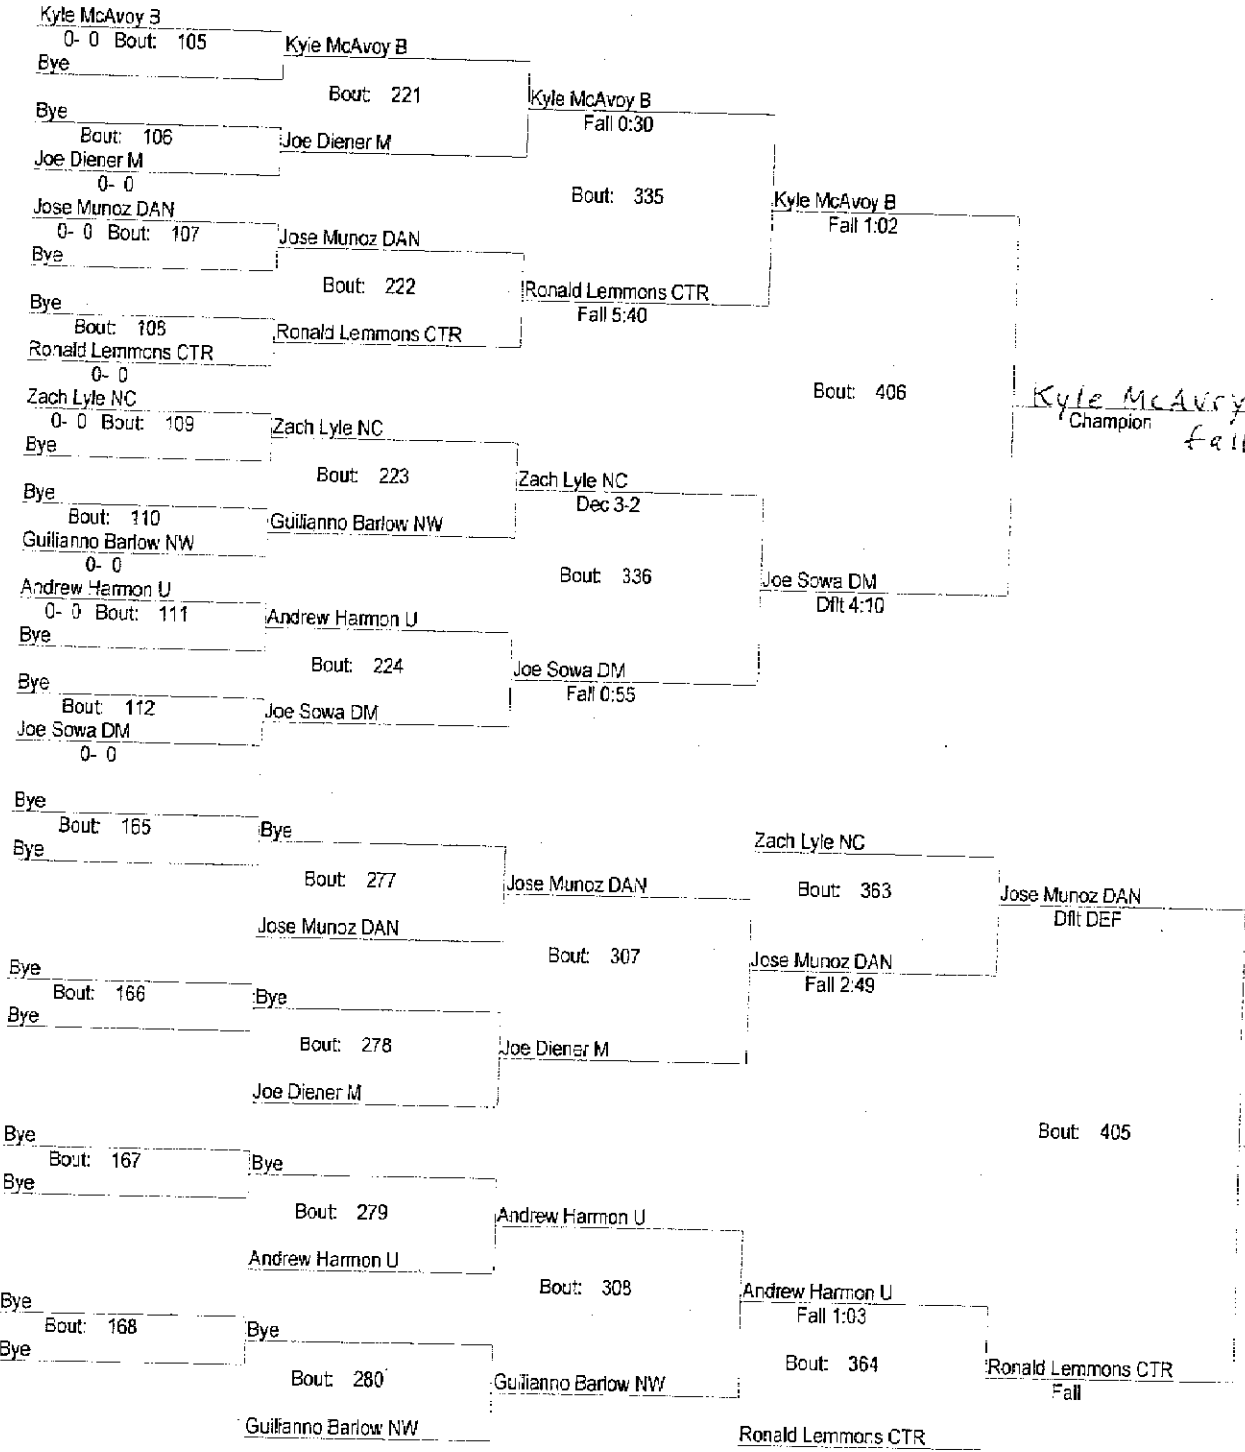 Kyle McAvoy B
0- 0 Bout: 105
Kyle McAvoy B
Bye
Bout: 221
Kyle McAvoy B
Fall 0:30
Bye
Bout: 106
Joe Diener M
Joe Diener M
0- 0
Bout: 335
Kyle McAvoy B
Fall 1:02
Jose Munoz DAN
0- 0 Bout: 107
Jose Munoz DAN
Bye
Bout: 222
Ronald Lemmons CTR
Fall 5:40
Bye
Bout: 108
Ronald Lemmons CTR
Ronald Lemmons CTR
0- 0
Bout: 406
Kyle McAvoy
Champion
fall
Zach Lyle NC
0- 0 Bout: 109
Zach Lyle NC
Bye
Bout: 223
Zach Lyle NC
Dec 3-2
Bye
Bout: 110
Guilianno Barlow NW
Guilianno Barlow NW
0- 0
Bout: 336
Joe Sowa DM
Dflt 4:10
Andrew Harmon U
0- 0 Bout: 111
Andrew Harmon U
Bye
Bout: 224
Joe Sowa DM
Fall 0:55
Bye
Bout: 112
Joe Sowa DM
Joe Sowa DM
0- 0
Bye
Bout: 165
Bye
Bye
Zach Lyle NC
Bout: 277
Jose Munoz DAN
Bout: 363
Jose Munoz DAN
Dflt DEF
Jose Munoz DAN
Bout: 307
Jose Munoz DAN
Fall 2:49
Bye
Bout: 166
Bye
Bye
Bout: 278
Joe Diener M
Joe Diener M
Bout: 405
Bye
Bout: 167
Bye
Bye
Bout: 279
Andrew Harmon U
Andrew Harmon U
Bout: 308
Andrew Harmon U
Fall 1:03
Bye
Bout: 168
Bye
Bye
Bout: 280
Guilianno Barlow NW
Bout: 364
Ronald Lemmons CTR
Fall
Guilianno Barlow NW
Ronald Lemmons CTR